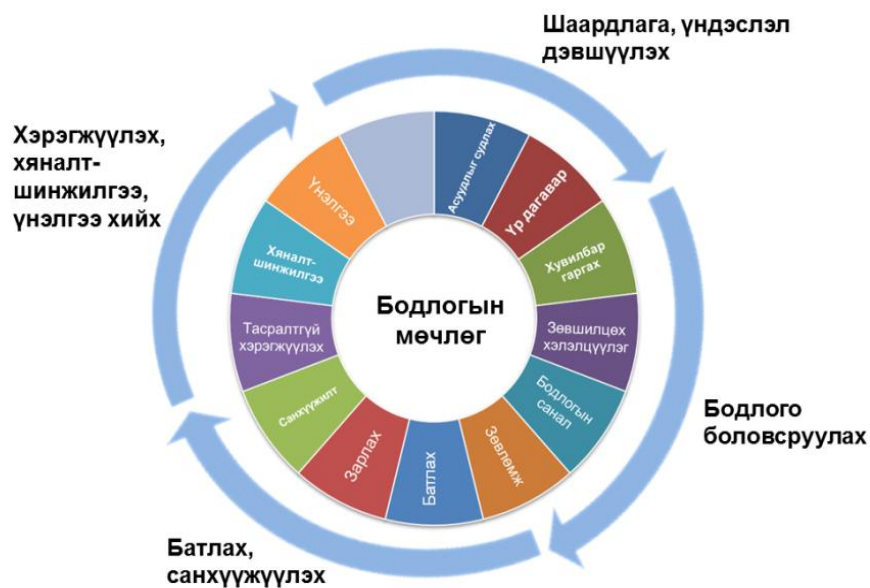 Шаардлага, үндэслэл
дэвшүүлэх
Хэрэгжүүлэх,
хяналт-
шинжилгээ,
үнэлгээ хийх
Асуудлыг судлах
Үр дагавар
Хувилбар
гаргах
Зөвшилцөх
хэлэлцүүлэг
Бодлогын
санал
Зөвлөмж
Батлах
Зарлах
Санхүүжилт
Тасралтгүй
хэрэгжүүлэх
Хяналт-
шинжилгээ
Үнэлгээ
Бодлогын
мөчлөг
Бодлого
боловсруулах
Батлах,
санхүүжүүлэх